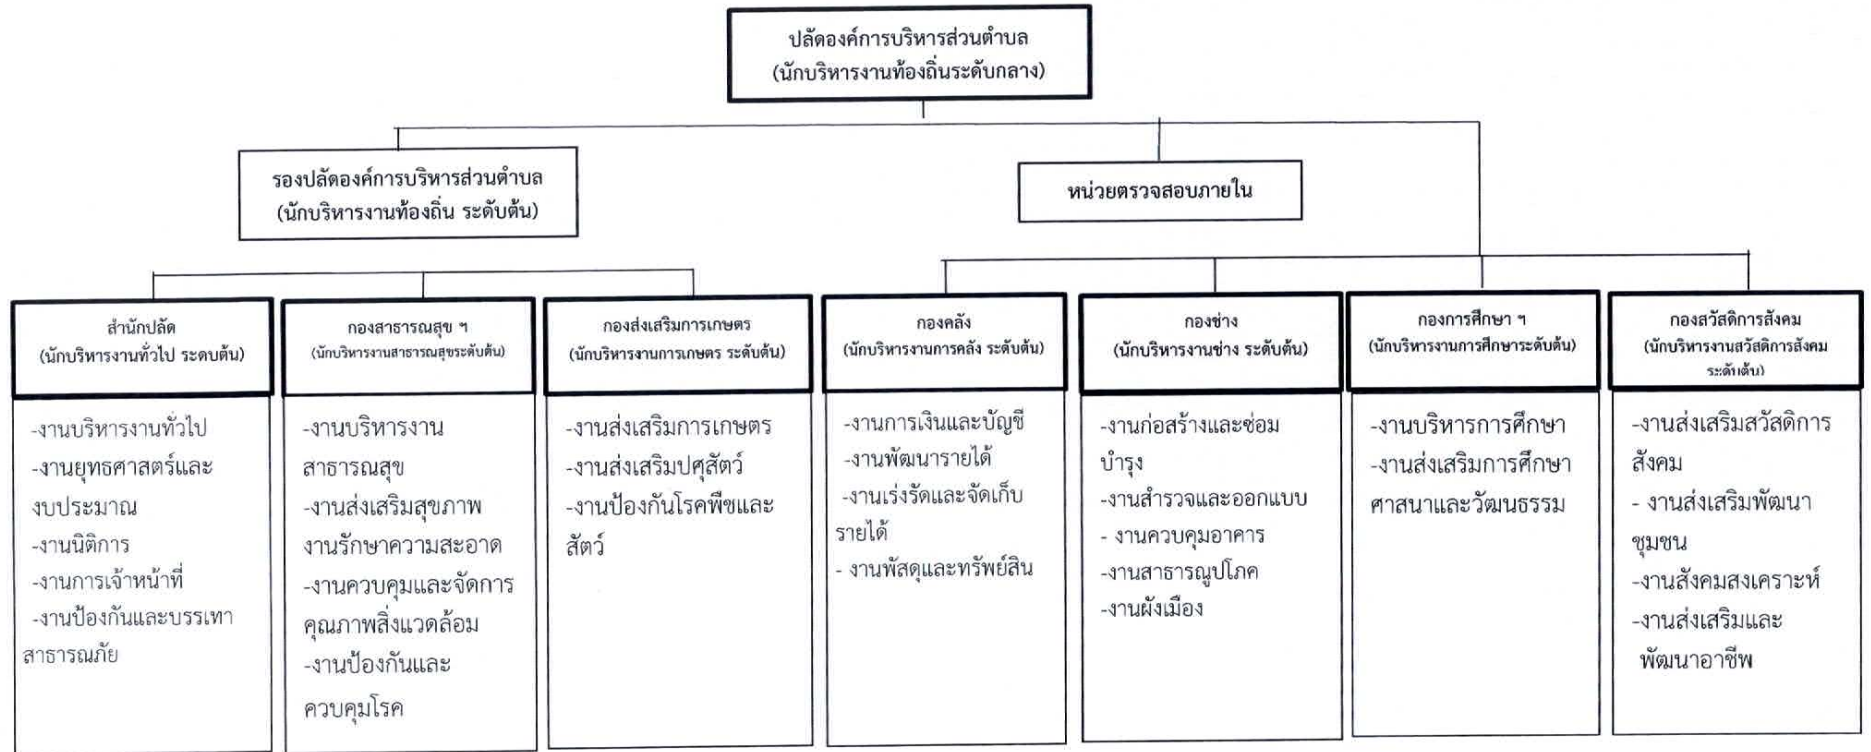 ปลัดองค์การบริหารส่วนตำบล
(นักบริหารงานท้องถิ่นระดับกลาง)
รองปลัดองค์การบริหารส่วนตำบล
(นักบริหารงานท้องถิ่น ระดับต้น)
หน่วยตรวจสอบภายใน
สำนักปลัด
(นักบริหารงานทั่วไป ระดบต้น)
-งานบริหารงานทั่วไป
-งานยุทธศาสตร์และ
งบประมาณ
-งานนิติการ
-งานการเจ้าหน้าที่
-งานป้องกันและบรรเทา
สาธารณภัย
กองสาธารณสุข ฯ
(นักบริหารงานสาธารณสุขระดับต้น)
-งานบริหารงาน
สาธารณสุข
-งานส่งเสริมสุขภาพ
งานรักษาความสะอาด
-งานควบคุมและจัดการ
คุณภาพสิ่งแวดล้อม
-งานป้องกันและ
ควบคุมโรค
กองส่งเสริมการเกษตร
(นักบริหารงานการเกษตร ระดับต้น)
-งานส่งเสริมการเกษตร
-งานส่งเสริมปศุสัตว์
-งานป้องกันโรคพืชและ
สัตว์
กองคลัง
(นักบริหารงานการคลัง ระดับต้น)
-งานการเงินและบัญชี
-งานพัฒนารายได้
-งานเร่งรัดและจัดเก็บ
รายได้
- งานพัสดุและทรัพย์สิน
กองช่าง
(นักบริหารงานช่าง ระดับต้น)
-งานก่อสร้างและซ่อม
บำรุง
-งานสำรวจและออกแบบ
- งานควบคุมอาคาร
-งานสาธารณูปโภค
-งานผังเมือง
กองการศึกษา ฯ
(นักบริหารงานการศึกษาระดับต้น)
-งานบริหารการศึกษา
-งานส่งเสริมการศึกษา
ศาสนาและวัฒนธรรม
กองสวัสดิการสังคม
(นักบริหารงานสวัสดิการสังคม
ระดับต้น)
-งานส่งเสริมสวัสดิการ
สังคม
- งานส่งเสริมพัฒนา
ชุมชน
-งานสังคมสงเคราะห์
-งานส่งเสริมและ
พัฒนาอาชีพ